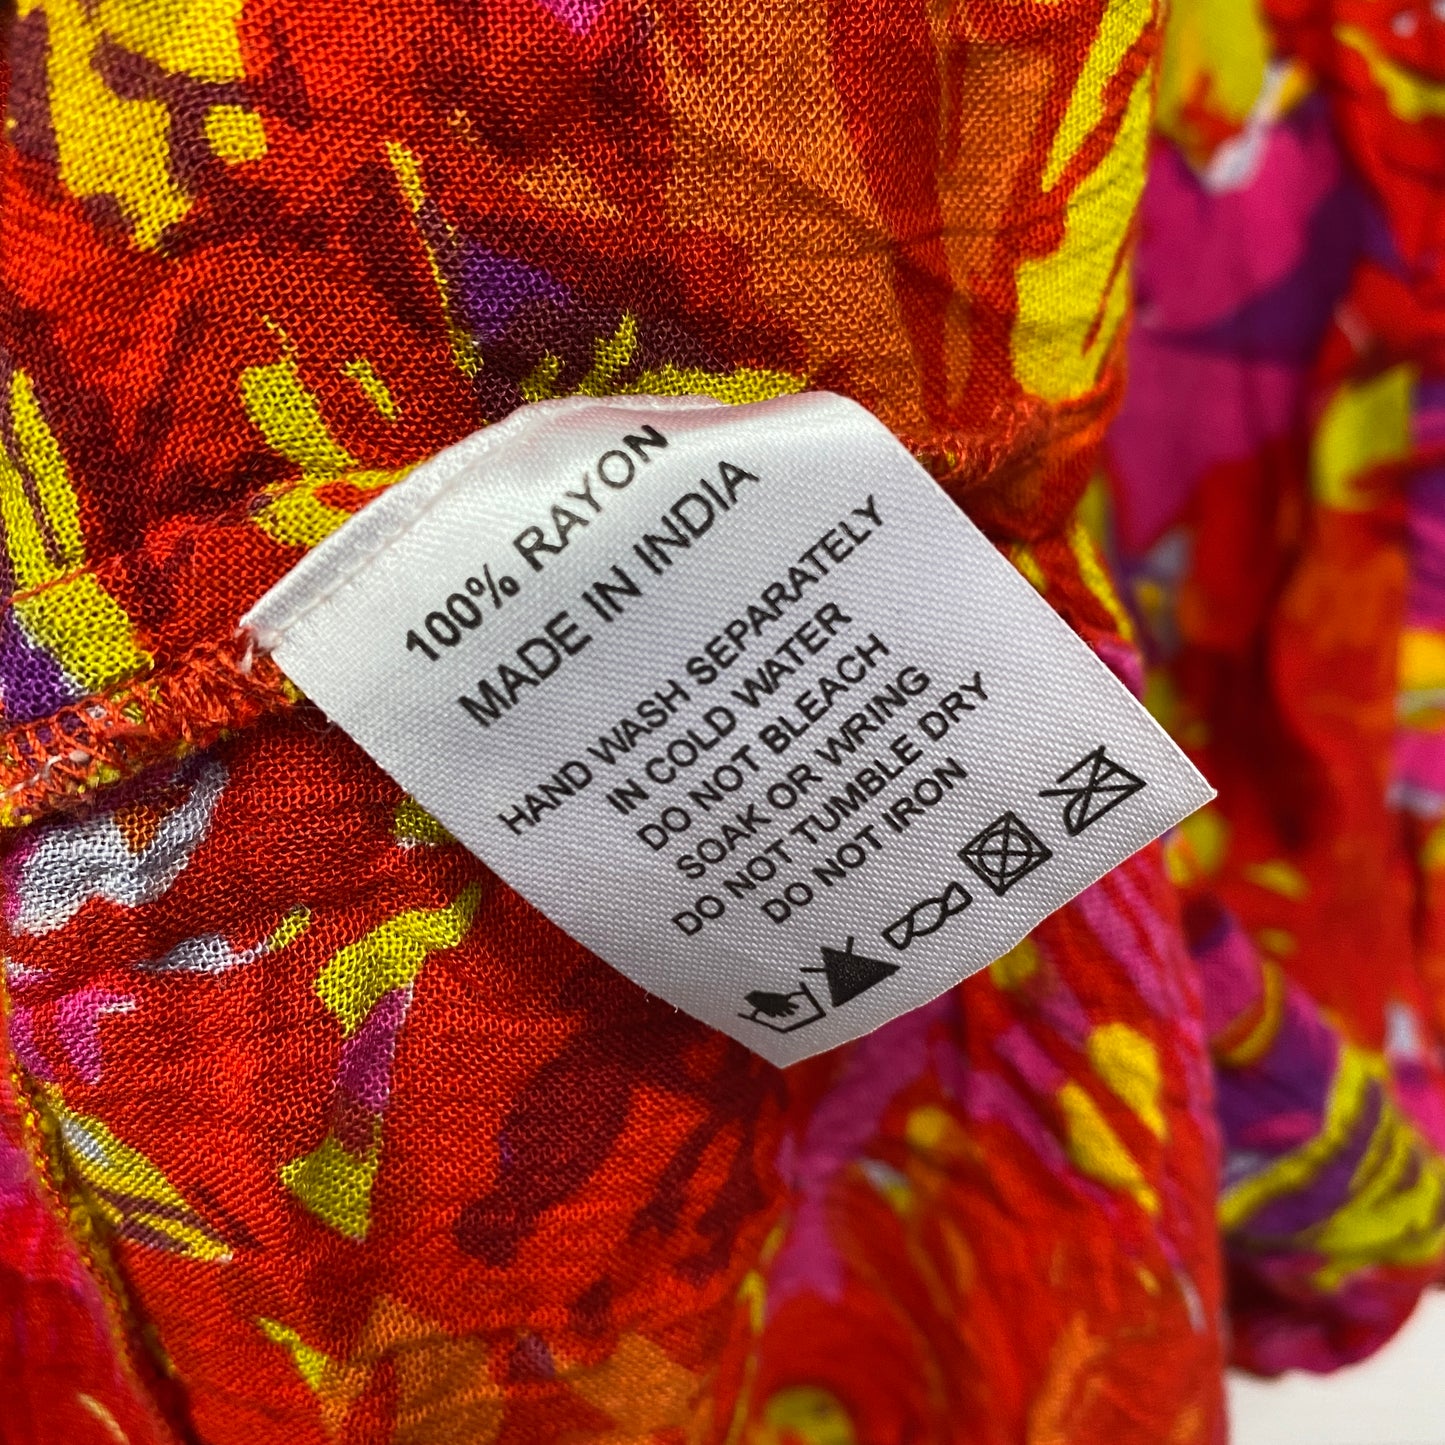 100% RAYON
MADE IN INDIA
HAND WASH SEPARATELY
IN COLD WATER
DO NOT BLEACH
SOAK OR WRING
DO NOT TUMBLE DRY
DO NOT IRON